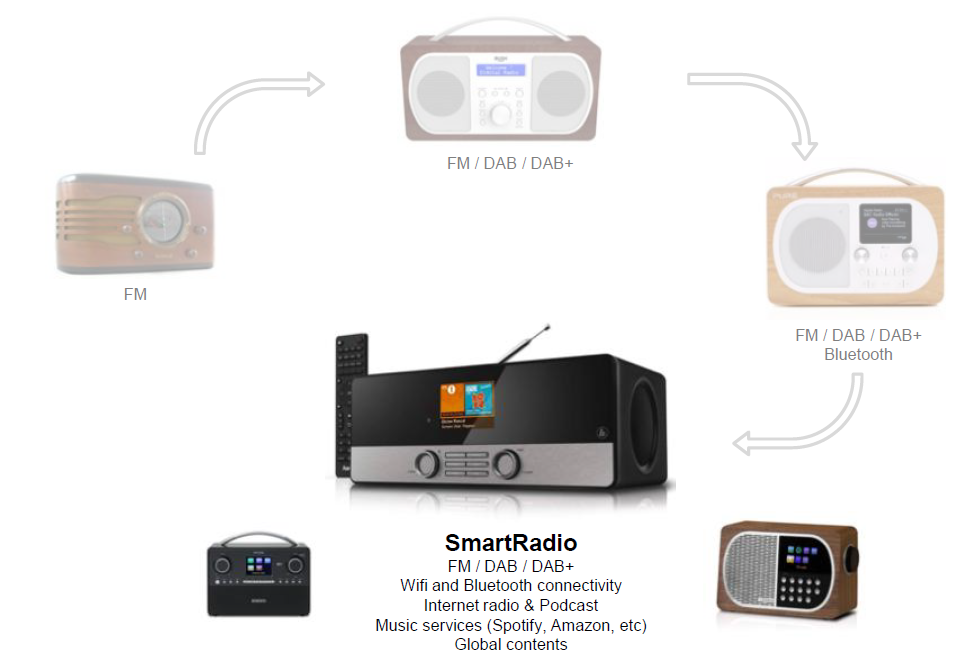 FM / DAB / DAB+
FM
FM / DAB / DAB+
Bluetooth
SmartRadio
FM / DAB / DAB+
Wifi and Bluetooth connectivity
Internet radio & Podcast
Music services (Spotify, Amazon, etc)
Global contents